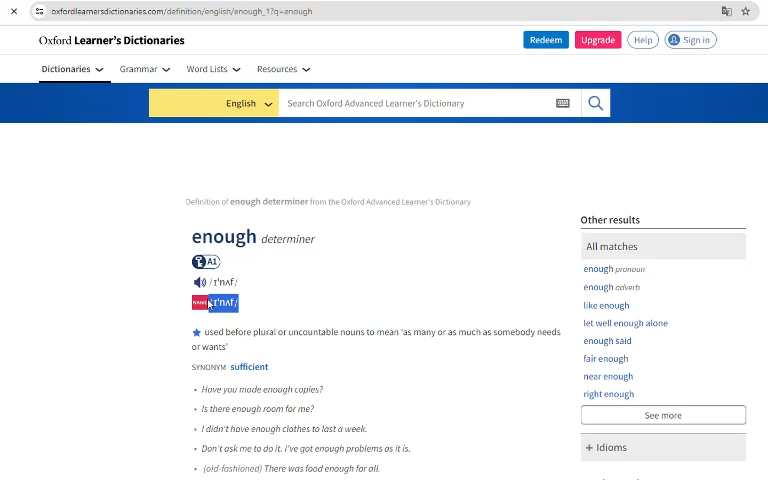 oxfordlearnersdictionaries.com/definition/english/enough_1?q=enough
Oxford Learner's Dictionaries
Redeem
Upgrade
Help
Sign in
Dictionaries
Grammar
Word Lists
Resources
English
Search Oxford Advanced Learner's Dictionary
Definition of enough determiner from the Oxford Advanced Learner's Dictionary
enough determiner
A1
/ɪˈnʌf/
NAmE /ɪˈnʌf/
used before plural or uncountable nouns to mean ‘as many or as much as somebody needs
or wants’
SYNONYM sufficient
• Have you made enough copies?
• Is there enough room for me?
• I didn't have enough clothes to last a week.
• Don't ask me to do it. I've got enough problems as it is.
• (old-fashioned) There was food enough for all.
Other results
All matches
enough pronoun
enough adverb
like enough
let well enough alone
enough said
fair enough
near enough
right enough
See more
+ Idioms